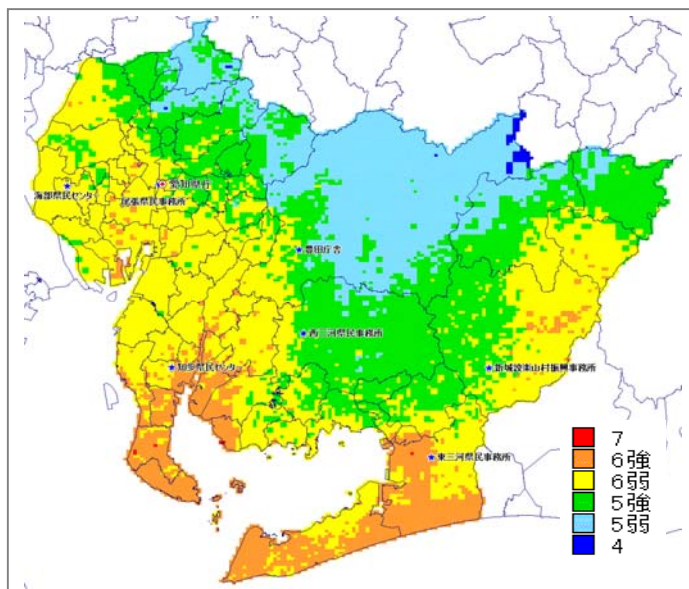 愛知県庁
海部県民センター
尾張県民事務所
豊田庁舎
西三河県民事務所
知多県民センター
新城設楽山村振興事務所
東三河県民事務所
7
6強
6弱
5強
5弱
4